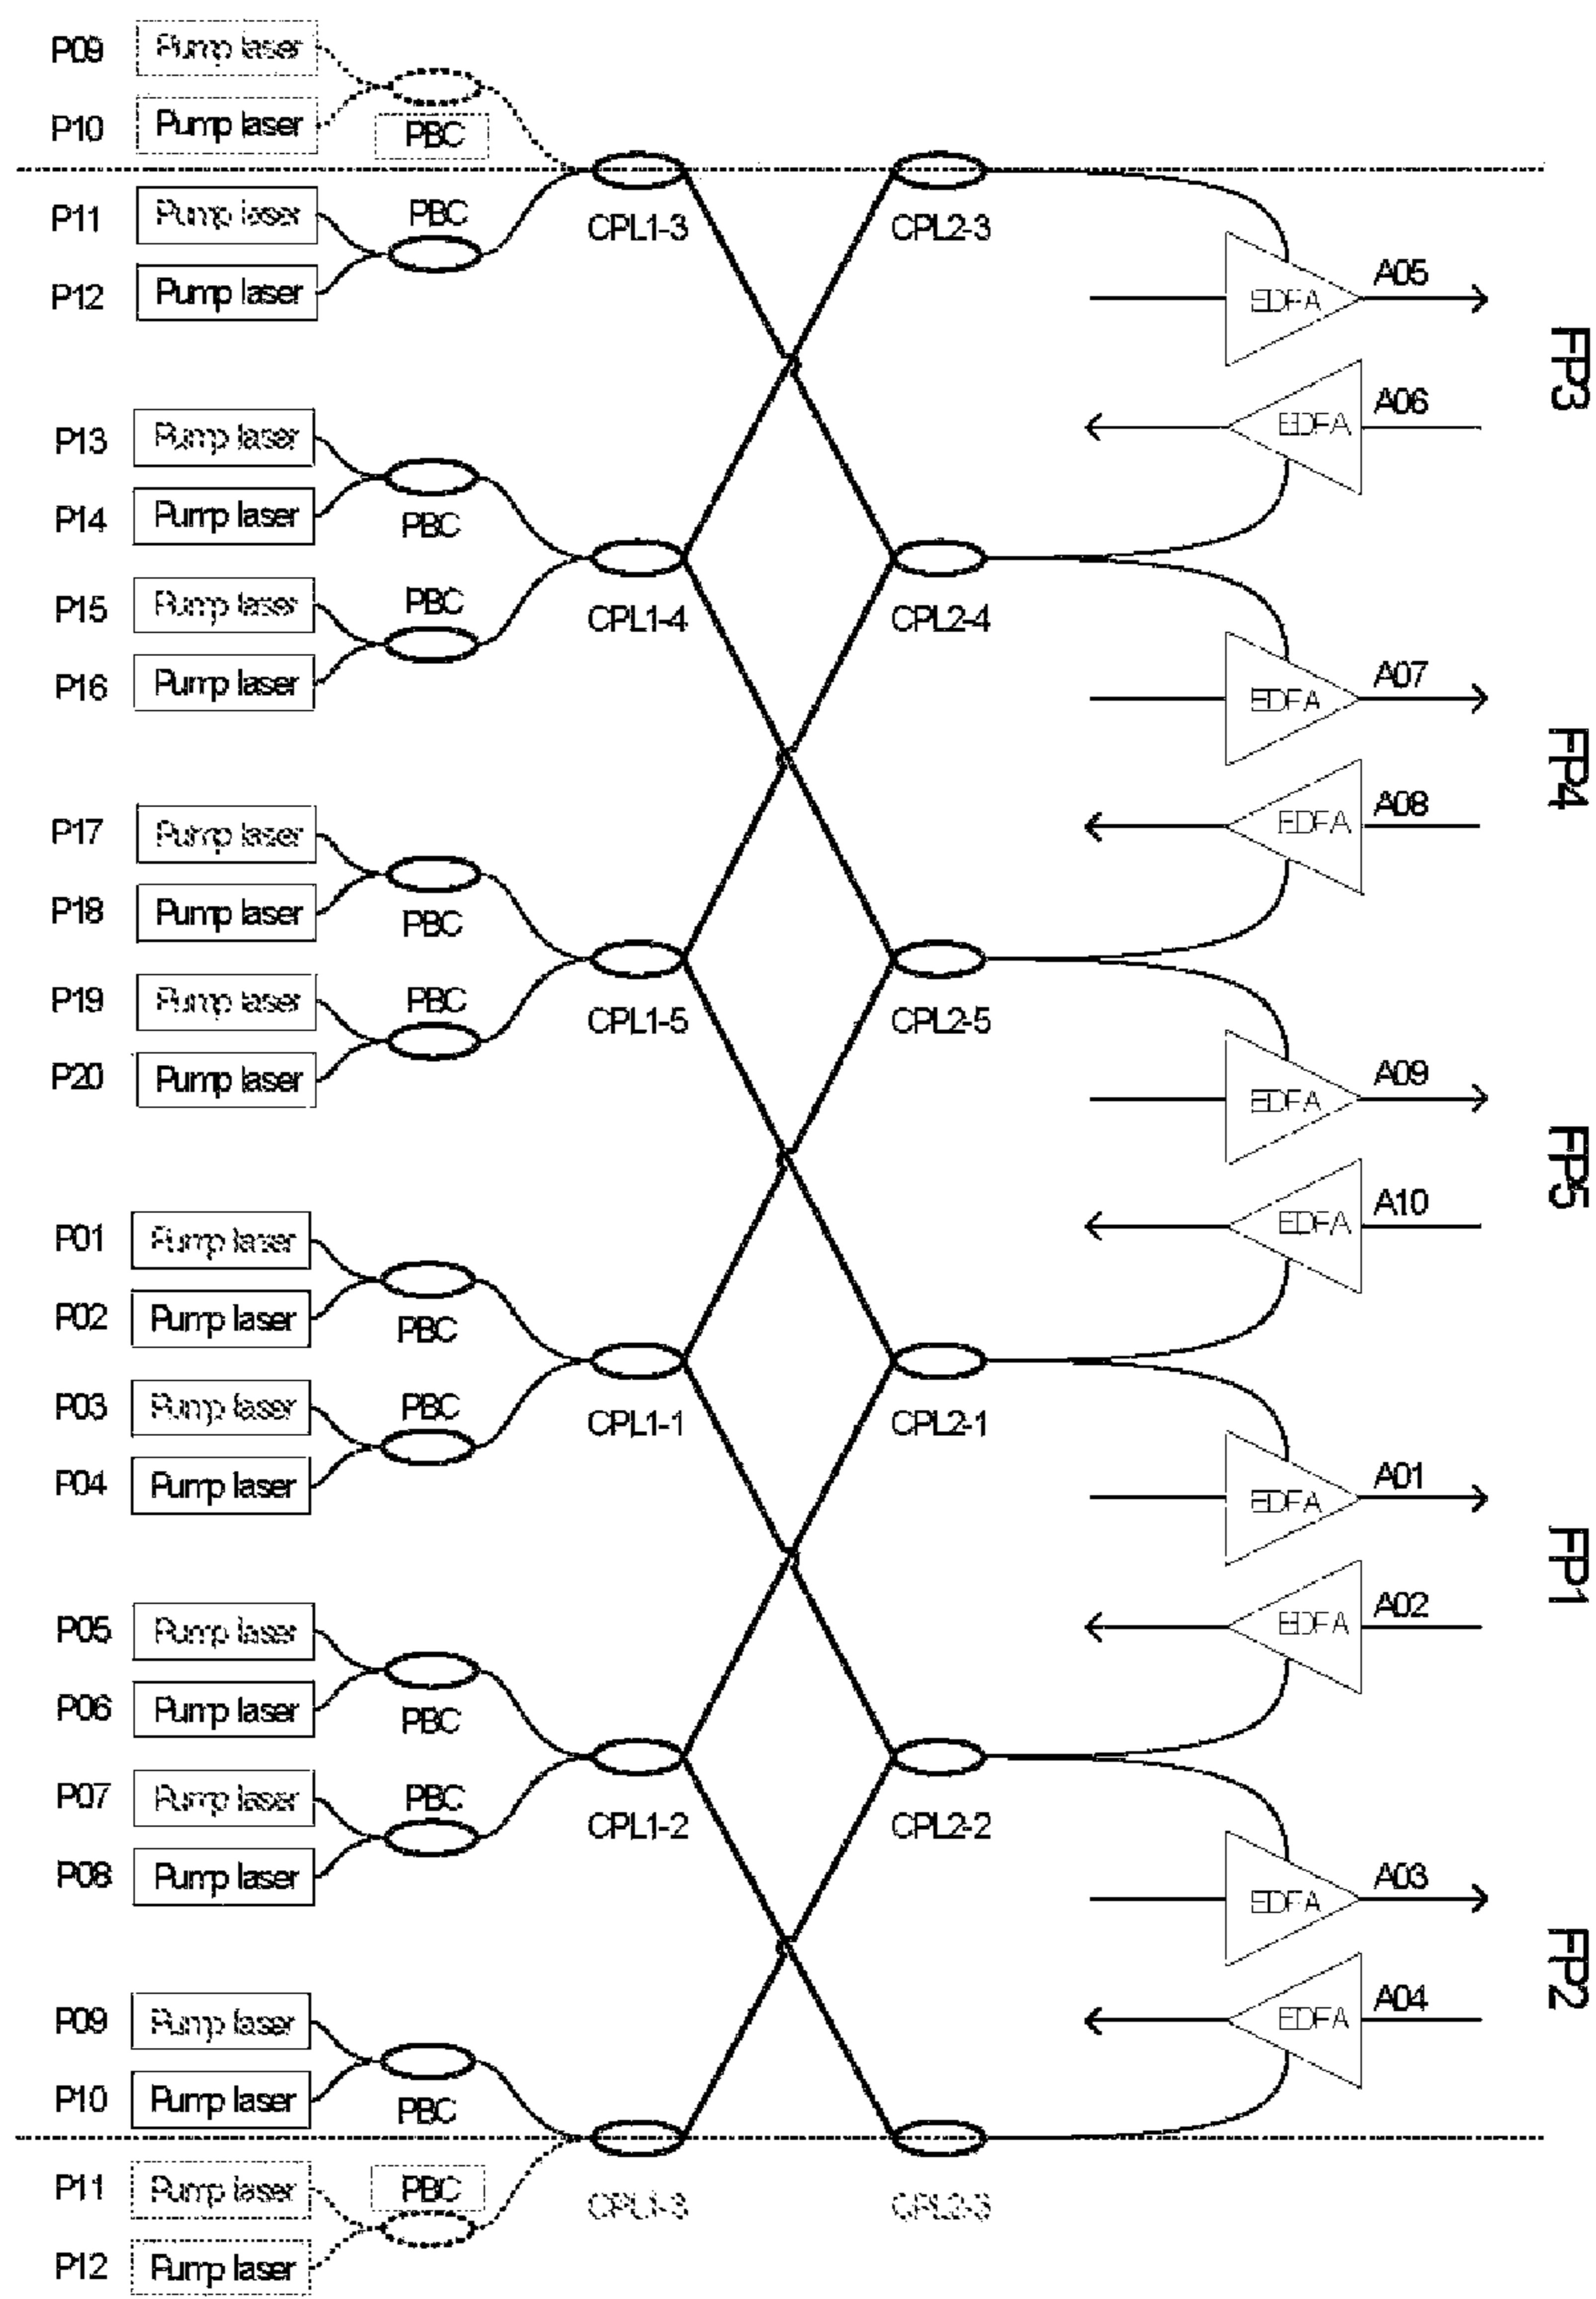 P09 Pump laser
P10 Pump laser
PBC
P11 Pump laser
PBC
CPL1-3
CPL2-3
P12 Pump laser
EDFA
A05
FP3
A06
EDFA
P13 Pump laser
P14 Pump laser
PBC
P15 Pump laser
PBC
CPL1-4
CPL2-4
P16 Pump laser
EDFA
A07
FP4
A08
EDFA
P17 Pump laser
P18 Pump laser
PBC
P19 Pump laser
PBC
CPL1-5
CPL2-5
P20 Pump laser
EDFA
A09
FP5
A10
EDFA
P01 Pump laser
P02 Pump laser
PBC
P03 Pump laser
PBC
CPL1-1
CPL2-1
P04 Pump laser
EDFA
A01
FP1
A02
EDFA
P05 Pump laser
P06 Pump laser
PBC
P07 Pump laser
PBC
CPL1-2
CPL2-2
P08 Pump laser
EDFA
A03
FP2
A04
EDFA
P09 Pump laser
P10 Pump laser
PBC
P11 Pump laser
PBC
CPL1-3
CPL2-3
P12 Pump laser